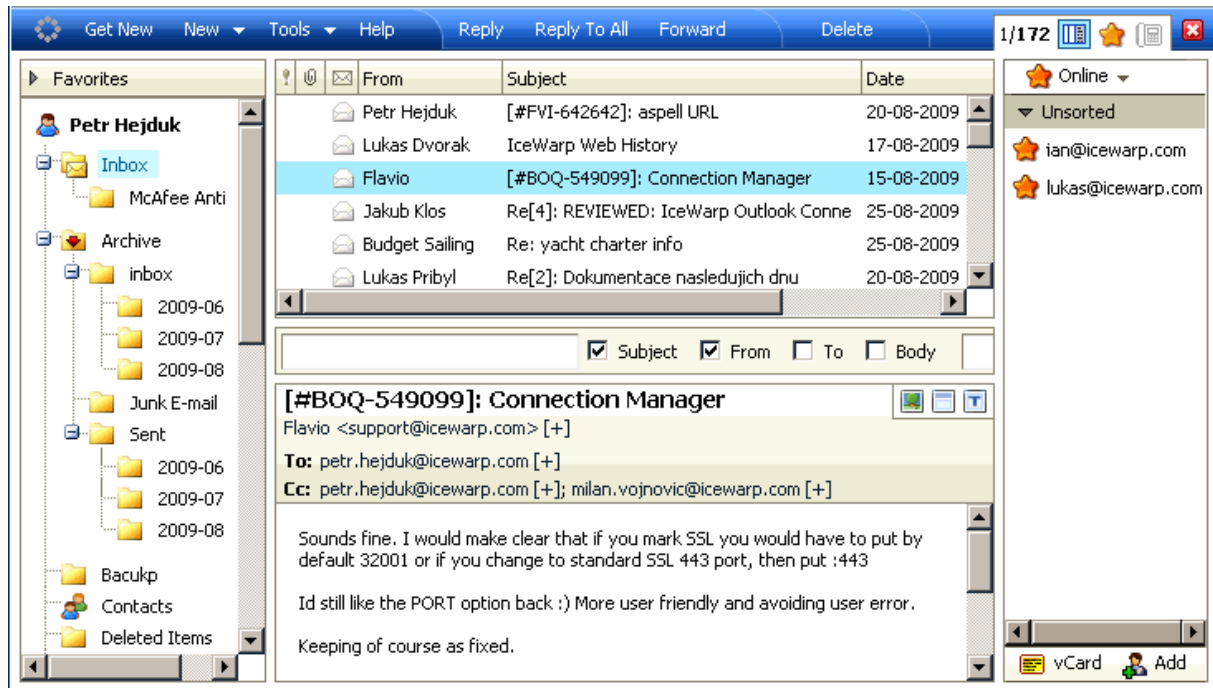 Get New New Tools Help Reply Reply To All Forward Delete 1/172
Favorites
Petr Hejduk
Inbox
McAfee Anti
Archive
inbox
2009-06
2009-07
2009-08
Junk E-mail
Sent
2009-06
2009-07
2009-08
Bacukp
Contacts
Deleted Items
From Subject Date
Petr Hejduk [#FVI-642642]: aspell URL 20-08-2009
Lukas Dvorak IceWarp Web History 17-08-2009
Flavio [#BOQ-549099]: Connection Manager 15-08-2009
Jakub Klos Re[4]: REVIEWED: IceWarp Outlook Conne 25-08-2009
Budget Sailing Re: yacht charter info 25-08-2009
Lukas Pribyl Re[2]: Dokumentace nasledujich dnu 20-08-2009
Subject From To Body
[#BOQ-549099]: Connection Manager
T
Flavio <support@icewarp.com> [+]
To: petr.hejduk@icewarp.com [+]
Cc: petr.hejduk@icewarp.com [+]; milan.vojnovic@icewarp.com [+]
Sounds fine. I would make clear that if you mark SSL you would have to put by
default 32001 or if you change to standard SSL 443 port, then put :443
Id still like the PORT option back :) More user friendly and avoiding user error.
Keeping of course as fixed.
Online
Unsorted
ian@icewarp.com
lukas@icewarp.com
vCard Add